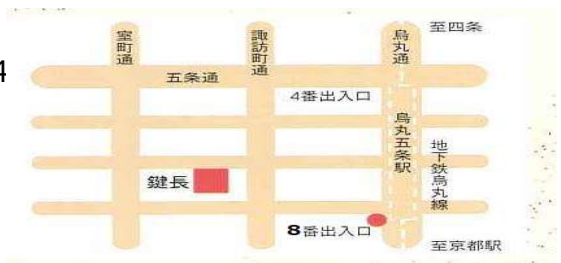 至四条
室町通
諏訪町通
烏丸通
4
五条通
4番出入口
烏丸五条駅
地下鉄烏丸線
鍵長
8番出入口
至京都駅